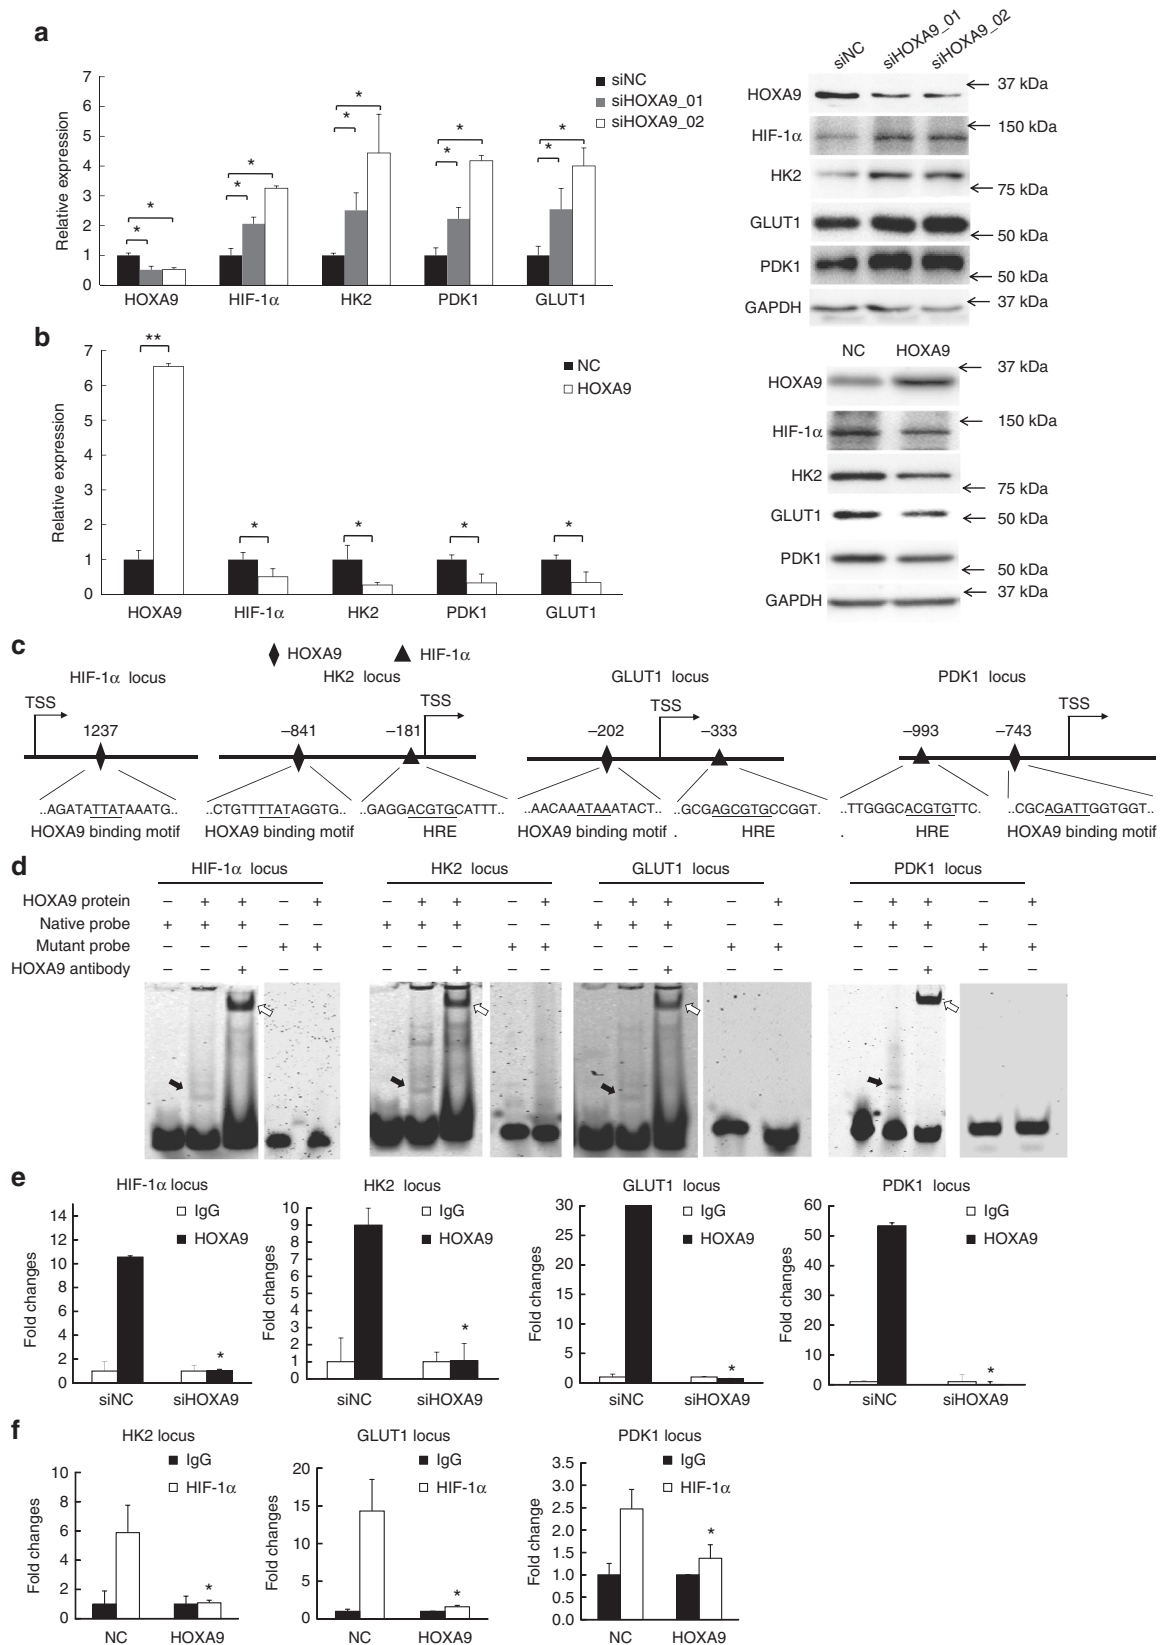 a
7
6
5
4
3
2
1
0
Relative expression
siNC
siHOXA9_01
siHOXA9_02
* * * * * * * * * *
HOXA9 HIF-1α HK2 PDK1 GLUT1
siNC siHOXA9_01 siHOXA9_02
HOXA9 37 kDa
HIF-1α 150 kDa
HK2 75 kDa
GLUT1 50 kDa
PDK1 50 kDa
GAPDH 37 kDa
b
7
6
5
4
3
2
1
0
Relative expression
NC
HOXA9
** * * * *
HOXA9 HIF-1α HK2 PDK1 GLUT1
NC HOXA9
HOXA9 37 kDa
HIF-1α 150 kDa
HK2 75 kDa
GLUT1 50 kDa
PDK1 50 kDa
GAPDH 37 kDa
c
HOXA9 HIF-1α
HIF-1α locus HK2 locus GLUT1 locus PDK1 locus
TSS TSS TSS TSS
1237 –841 –181 –202 –333 –993 –743
..AGATATTATAAATG.. ..CTGTTTTATAGGTG.. ..GAGGACGTGCATTT.. ..AACAAATAAATACT.. ..GCGAGCGTGCCGGT. ..TTGGGCACGTGTTC. ..CGCAGATTGGTGGT..
HOXA9 binding motif HOXA9 binding motif HRE HOXA9 binding motif . HRE . HRE HOXA9 binding motif
d
HIF-1α locus HK2 locus GLUT1 locus PDK1 locus
HOXA9 protein – + + – + – + + – + – + + – + – + + – +
Native probe + + + – – + + + – – + + + – – + + + – –
Mutant probe – – – + + – – – + + – – – + + – – – + +
HOXA9 antibody – – + – – – – + – – – – + – – – – + – –
e
HIF-1α locus
14
12
10
8
6
4
2
0
Fold changes
IgG
HOXA9
*
siNC siHOXA9
HK2 locus
10
9
8
7
6
5
4
3
2
1
0
Fold changes
IgG
HOXA9
*
siNC siHOXA9
GLUT1 locus
30
25
20
15
10
5
0
Fold changes
IgG
HOXA9
*
siNC siHOXA9
PDK1 locus
60
50
40
30
20
10
0
Fold changes
IgG
HOXA9
*
siNC siHOXA9
f
HK2 locus
10
8
6
4
2
0
Fold changes
IgG
HIF-1α
*
NC HOXA9
GLUT1 locus
20
15
10
5
0
Fold changes
IgG
HIF-1α
*
NC HOXA9
PDK1 locus
3.5
3.0
2.5
2.0
1.5
1.0
0.5
0.0
Fold change
IgG
HIF-1α
*
NC HOXA9